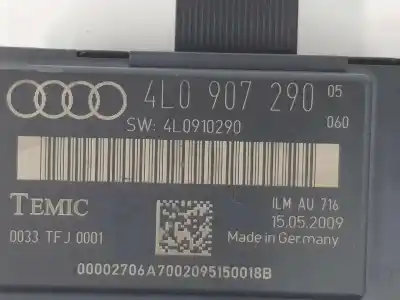 4L0 907 290 05
SW: 4L0910290 060
TEMIC ILM AU 716
15.05.2009
0033 TFJ 0001 Made in Germany
00002706A7002095150018B